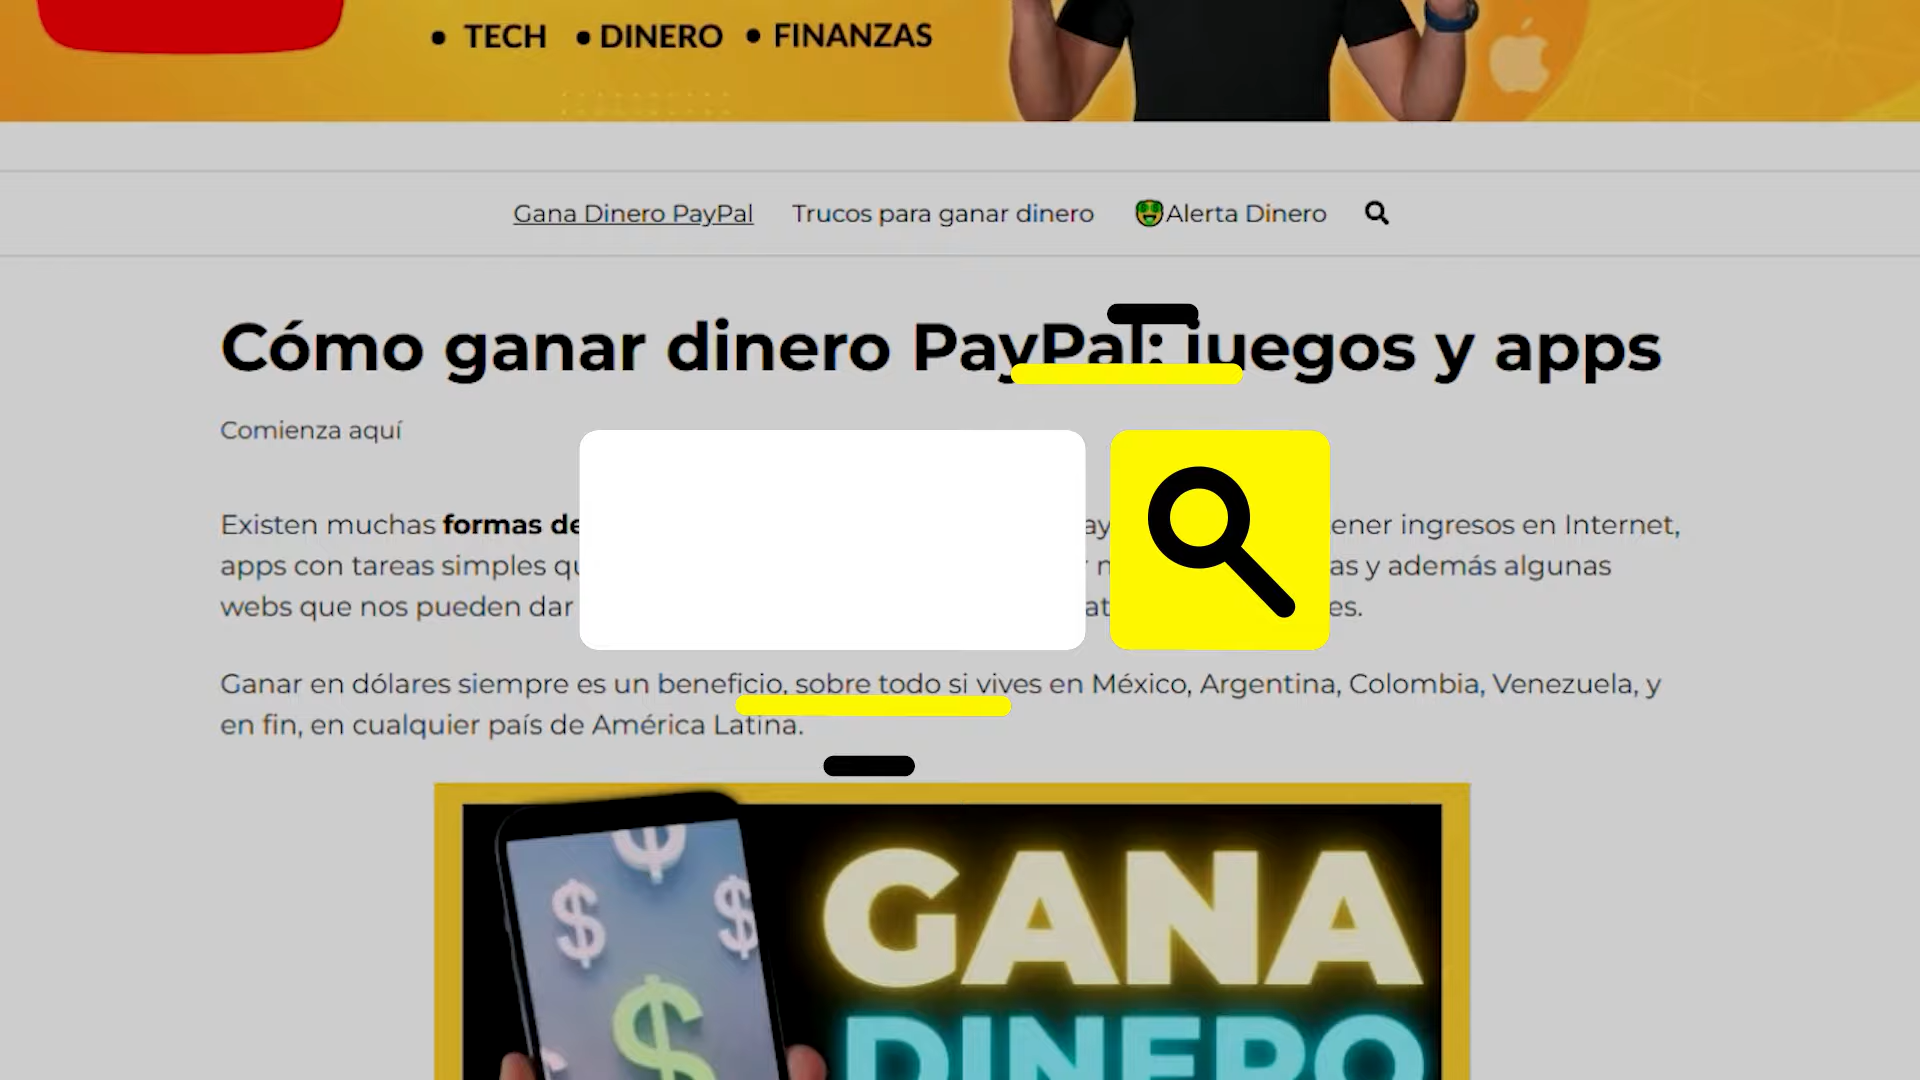 • TECH • DINERO • FINANZAS
Gana Dinero PayPal Trucos para ganar dinero 🤑Alerta Dinero
Cómo ganar dinero PayPal: juegos y apps
Comienza aquí
Existen muchas formas de ingresos en Internet,
apps con tareas simples y además algunas
webs que nos pueden dar
Ganar en dólares siempre es un beneficio, sobre todo si vives en México, Argentina, Colombia, Venezuela, y
en fin, en cualquier país de América Latina.
GANA
DINERO